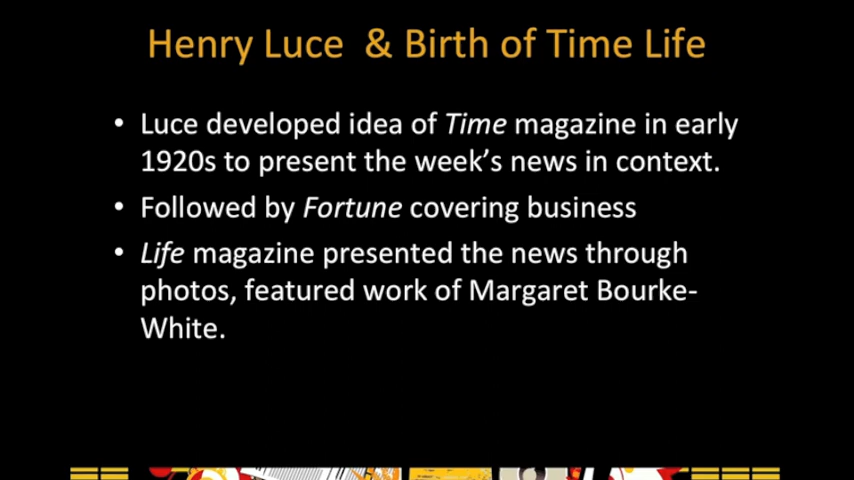 Henry Luce & Birth of Time Life
• Luce developed idea of Time magazine in early
1920s to present the week's news in context.
• Followed by Fortune covering business
• Life magazine presented the news through
photos, featured work of Margaret Bourke-
White.